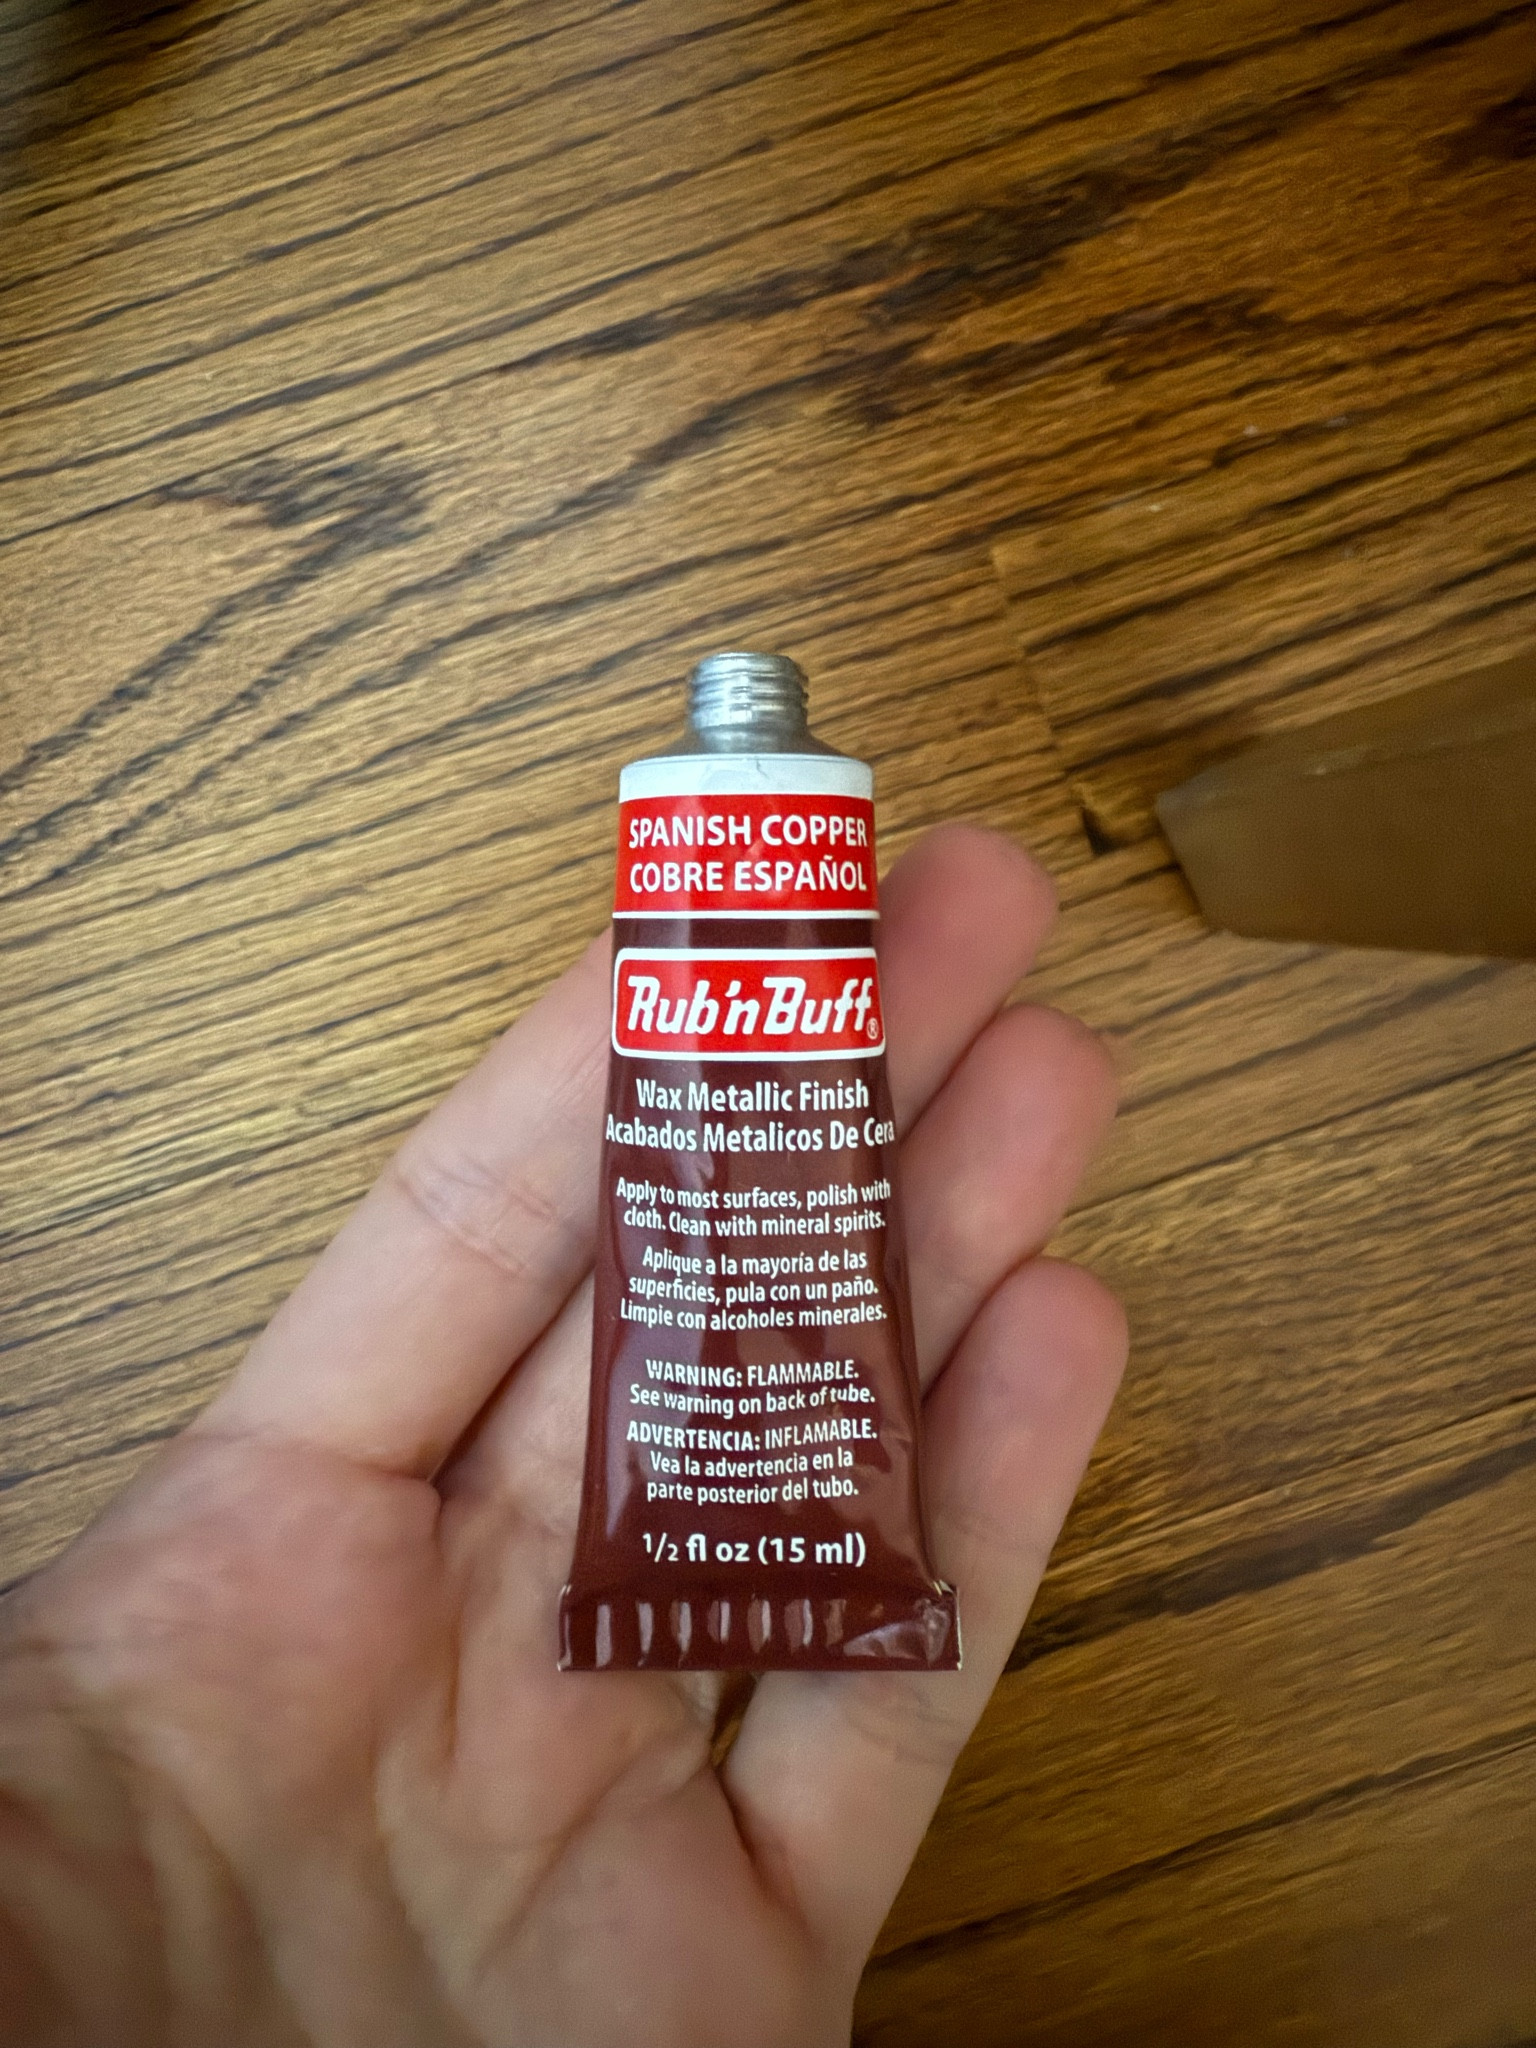 SPANISH COPPER
COBRE ESPAÑOL
Rub'nBuff®
Wax Metallic Finish
Acabados Metalicos De Cera
Apply to most surfaces, polish with
cloth. Clean with mineral spirits.
Aplique a la mayoría de las
superficies, pula con un paño.
Limpie con alcoholes minerales.
WARNING: FLAMMABLE.
See warning on back of tube.
ADVERTENCIA: INFLAMABLE.
Vea la advertencia en la
parte posterior del tubo.
1/2 fl oz (15 ml)